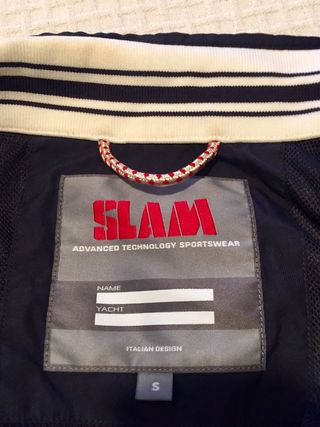 SLAM
ADVANCED TECHNOLOGY SPORTSWEAR
NAME
YACHT
ITALIAN DESIGN
S